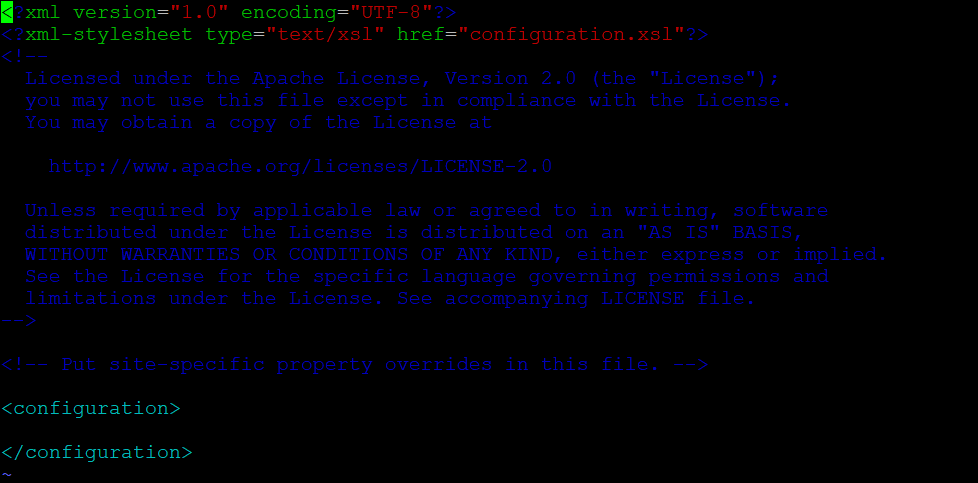 <?xml version="1.0" encoding="UTF-8"?>
<?xml-stylesheet type="text/xsl" href="configuration.xsl"?>
<!--
  Licensed under the Apache License, Version 2.0 (the "License");
  you may not use this file except in compliance with the License.
  You may obtain a copy of the License at

    http://www.apache.org/licenses/LICENSE-2.0

  Unless required by applicable law or agreed to in writing, software
  distributed under the License is distributed on an "AS IS" BASIS,
  WITHOUT WARRANTIES OR CONDITIONS OF ANY KIND, either express or implied.
  See the License for the specific language governing permissions and
  limitations under the License. See accompanying LICENSE file.
-->

<!-- Put site-specific property overrides in this file. -->

<configuration>

</configuration>
~